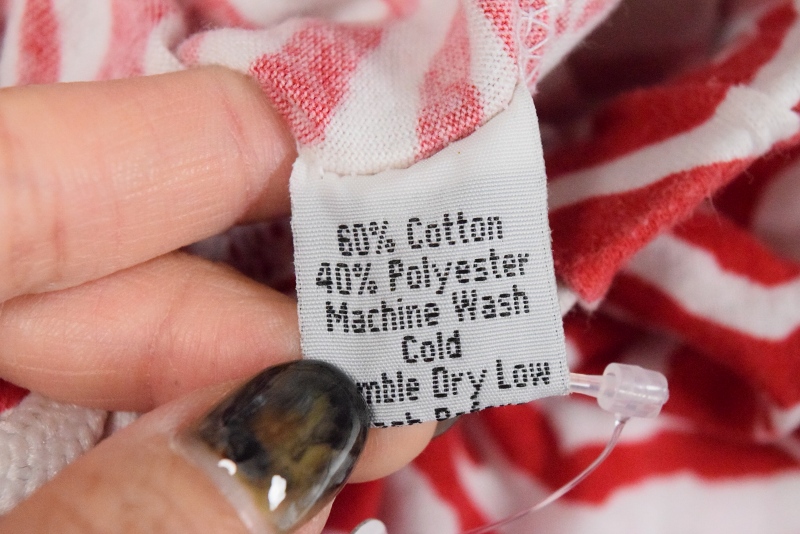 60% Cotton
40% Polyester
Machine Wash
Cold
mble Dry Low